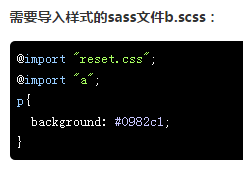 需要导入样式的sass文件b.scss：
@import "reset.css";
@import "a";
p{
  background: #0982c1;
}